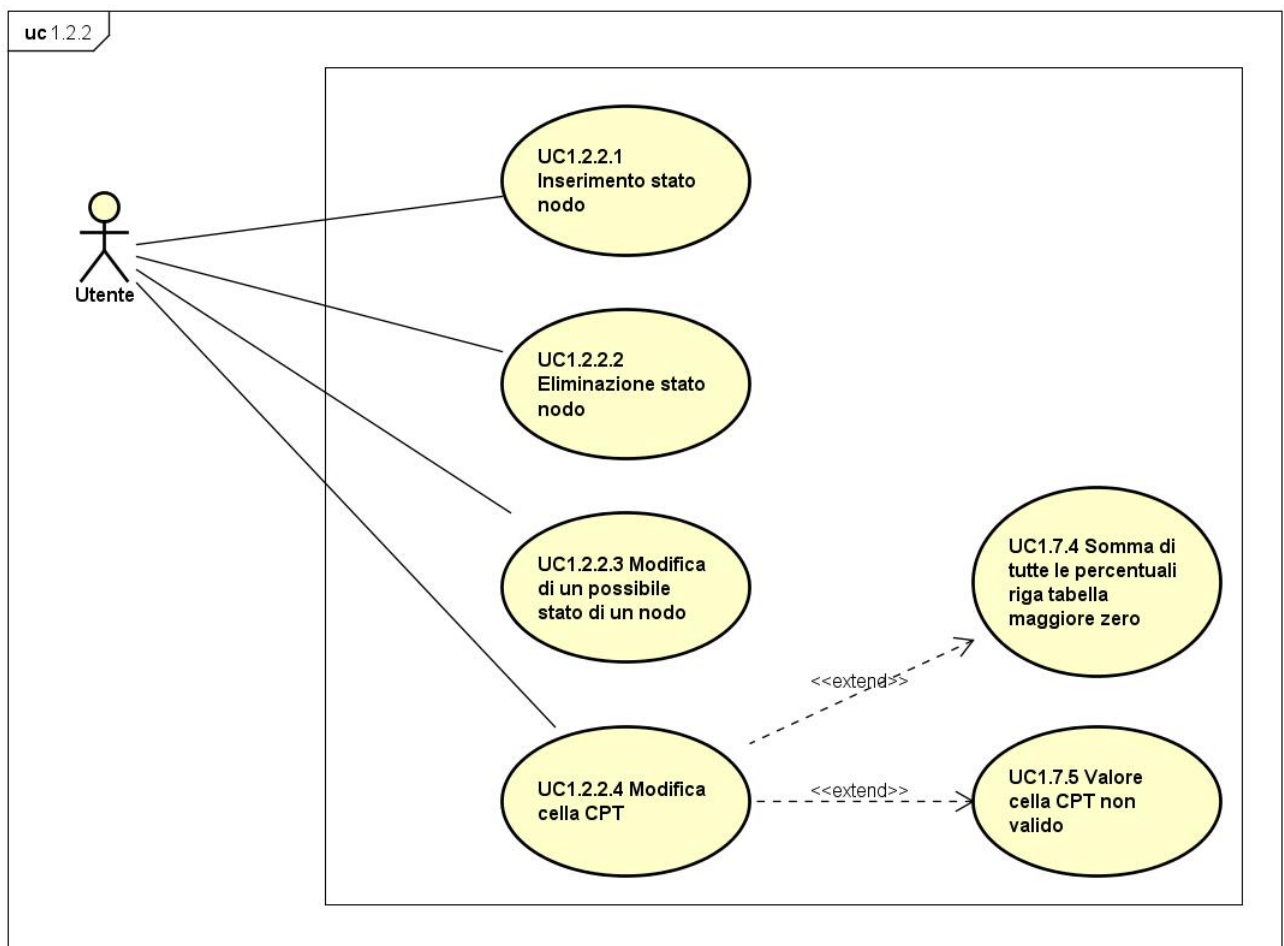 uc 1.2.2
UC1.2.2.1
Inserimento stato
nodo
Utente
UC1.2.2.2
Eliminazione stato
nodo
UC1.2.2.3 Modifica
di un possibile
stato di un nodo
UC1.7.4 Somma di
tutte le percentuali
riga tabella
maggiore zero
<<extend>>
UC1.2.2.4 Modifica
cella CPT
<<extend>>
UC1.7.5 Valore
cella CPT non
valido